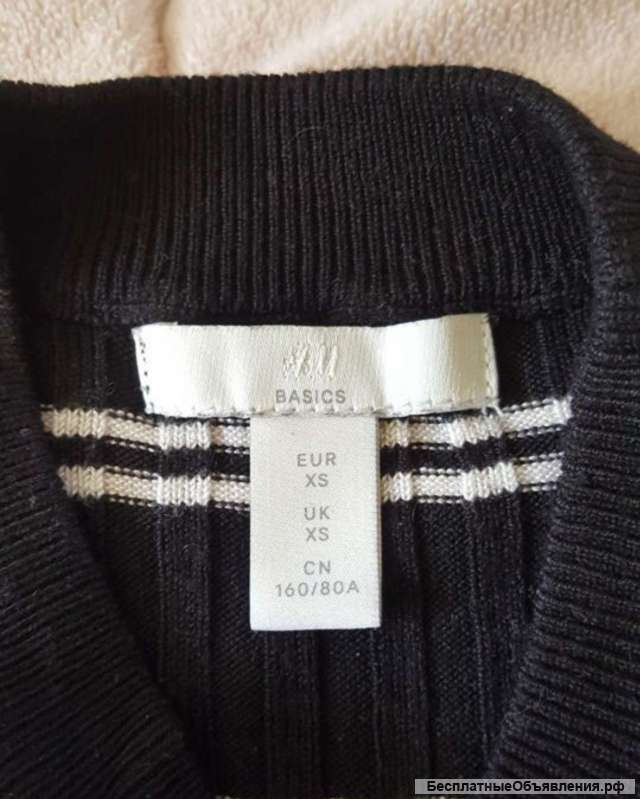 H&M
BASICS
EUR
XS
UK
XS
CN
160/80A
БесплатныеОбъявления.рф